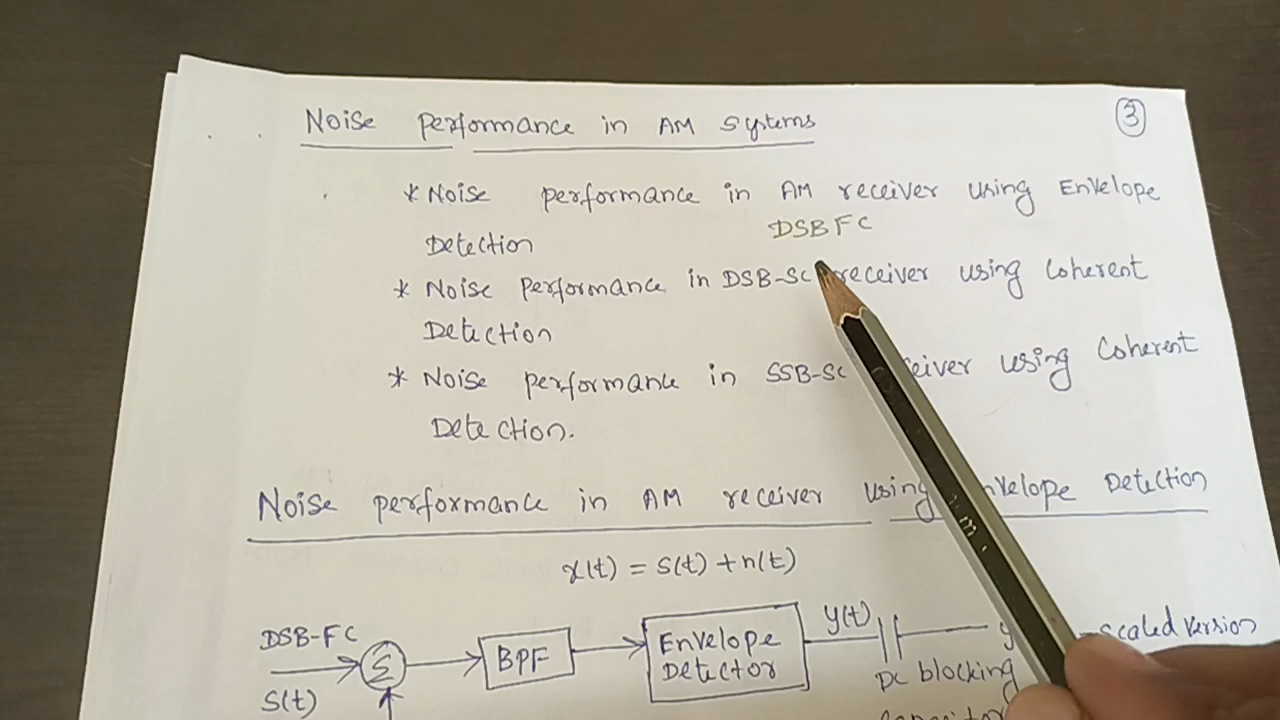 Noise performance in AM systems
3
* Noise performance in AM receiver using Envelope
DSBFC
Detection
* Noise performance in DSB-SC receiver using Coherent
Detection
* Noise performance in SSB-SC using Coherent
Detection.
Noise performance in AM receiver using Detection
x(t) = s(t) + n(t)
DSB-FC
s(t)
Σ
BPF
Envelope
Detector
y(t)
DC blocking
scaled version